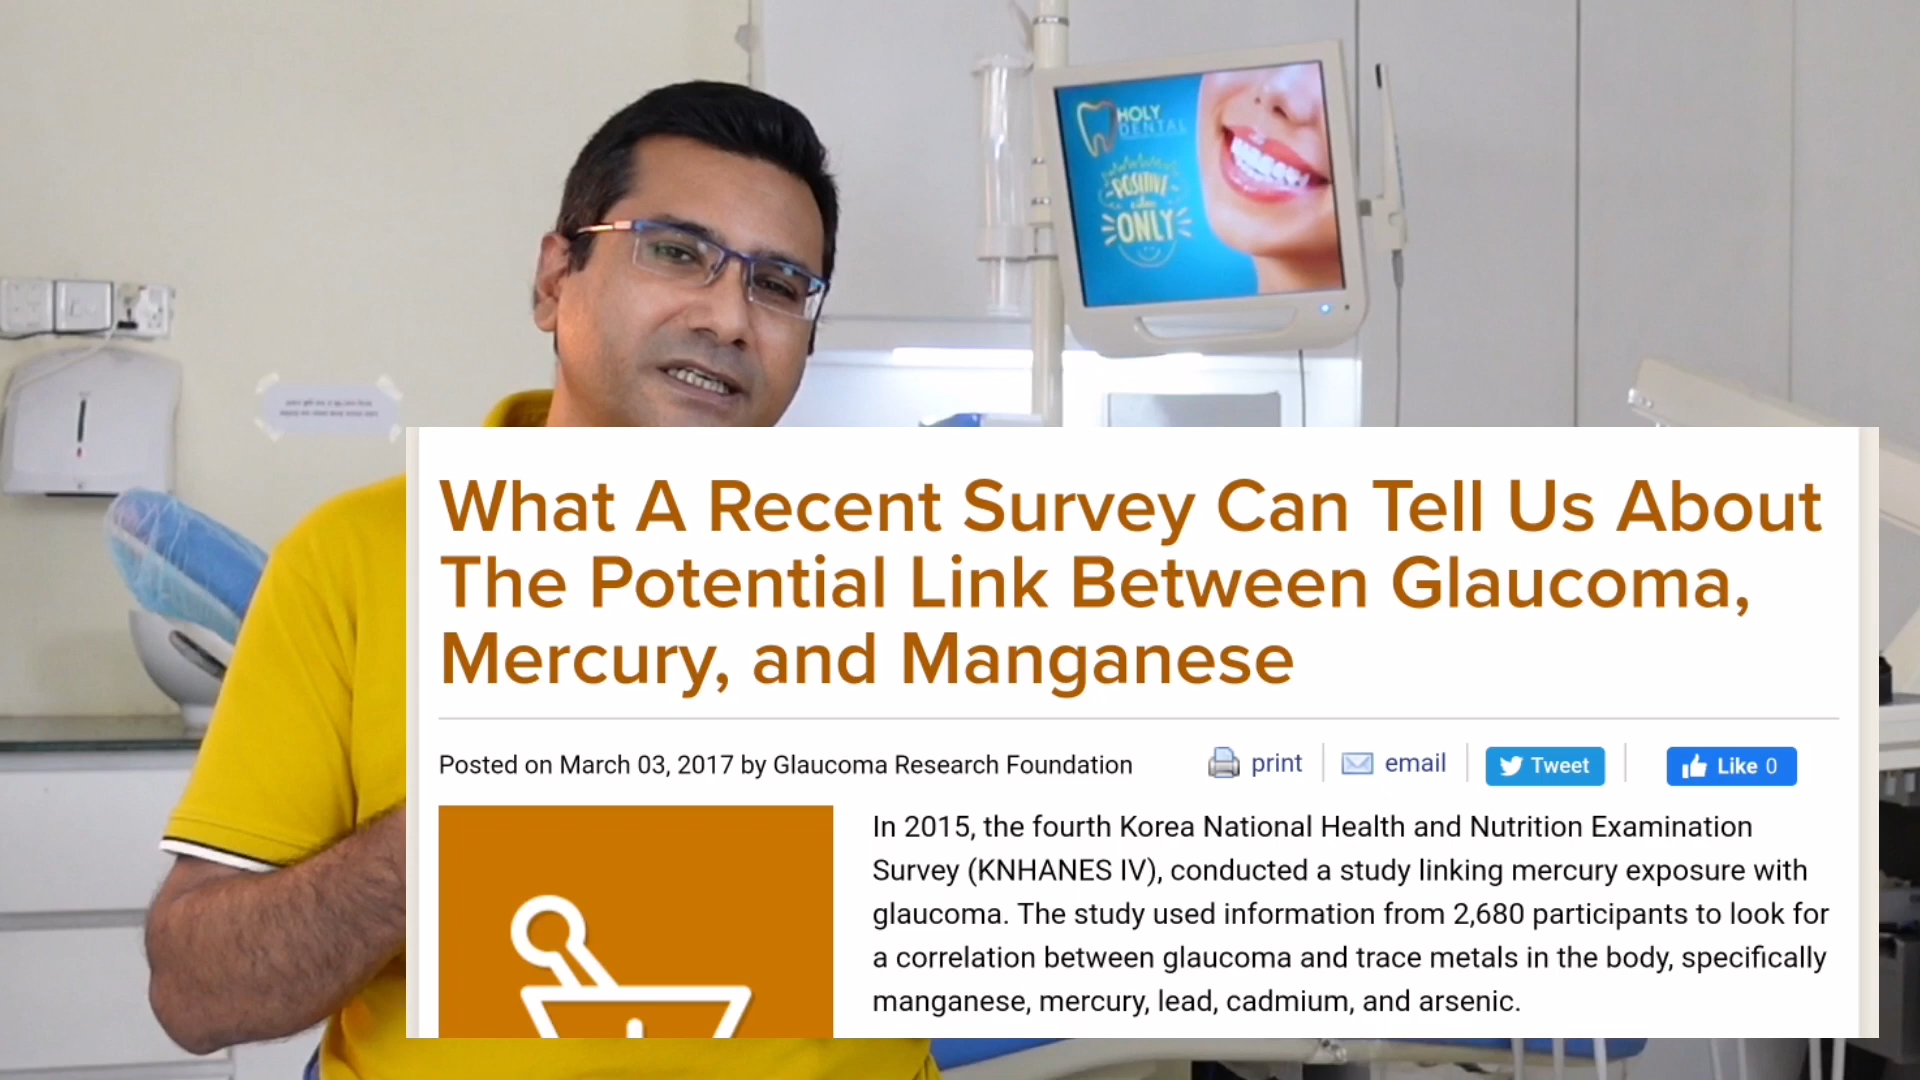 HOLY
DENTAL
POSITIVE
vibes
ONLY
What A Recent Survey Can Tell Us About
The Potential Link Between Glaucoma,
Mercury, and Manganese
Posted on March 03, 2017 by Glaucoma Research Foundation
print
email
Tweet
Like 0
In 2015, the fourth Korea National Health and Nutrition Examination
Survey (KNHANES IV), conducted a study linking mercury exposure with
glaucoma. The study used information from 2,680 participants to look for
a correlation between glaucoma and trace metals in the body, specifically
manganese, mercury, lead, cadmium, and arsenic.